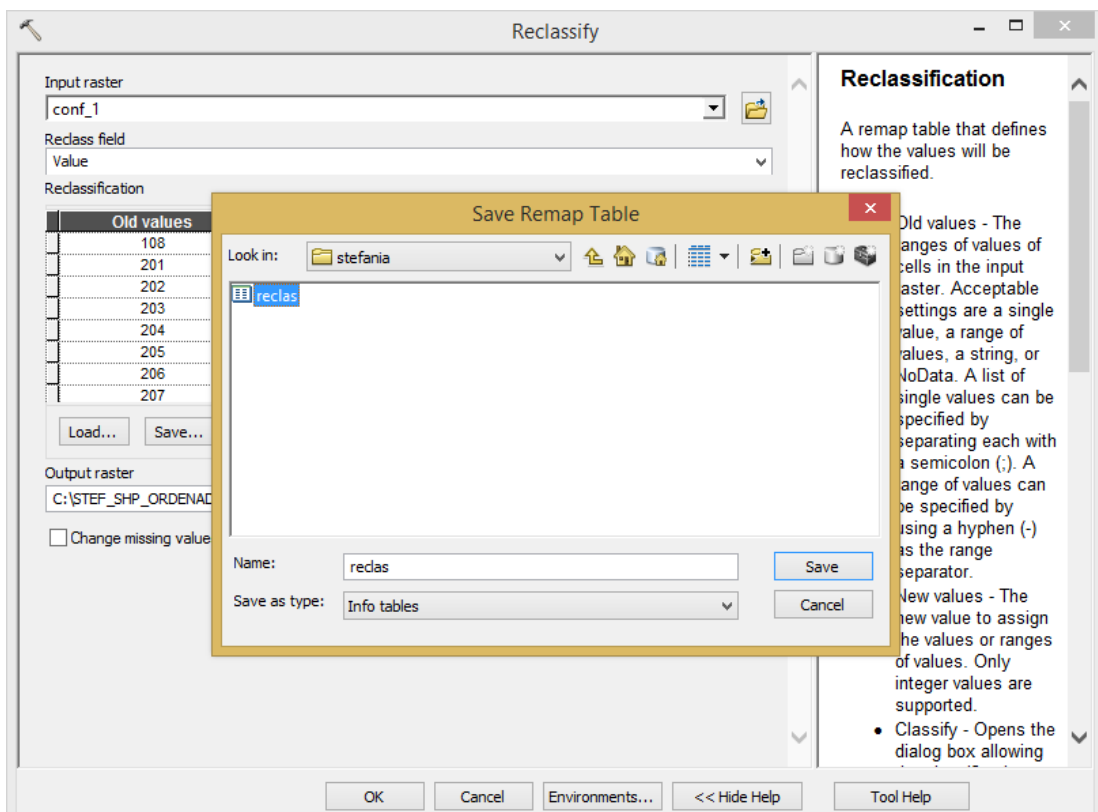 Reclassify
Input raster
conf_1
Reclass field
Value
Reclassification
Old values
108
201
202
203
204
205
206
207
Load...
Save...
Output raster
C:\STEF_SHP_ORDENAD
Change missing value
Save Remap Table
Look in:
stefania
reclas
Name:
reclas
Save
Save as type:
Info tables
Cancel
Reclassification
A remap table that defines
how the values will be
reclassified.
Old values - The
anges of values of
cells in the input
aster. Acceptable
settings are a single
value, a range of
values, a string, or
NoData. A list of
single values can be
specified by
separating each with
a semicolon (;). A
ange of values can
be specified by
using a hyphen (-)
as the range
separator.
New values - The
new value to assign
the values or ranges
of values. Only
integer values are
supported.
• Classify - Opens the
dialog box allowing
OK
Cancel
Environments...
<< Hide Help
Tool Help